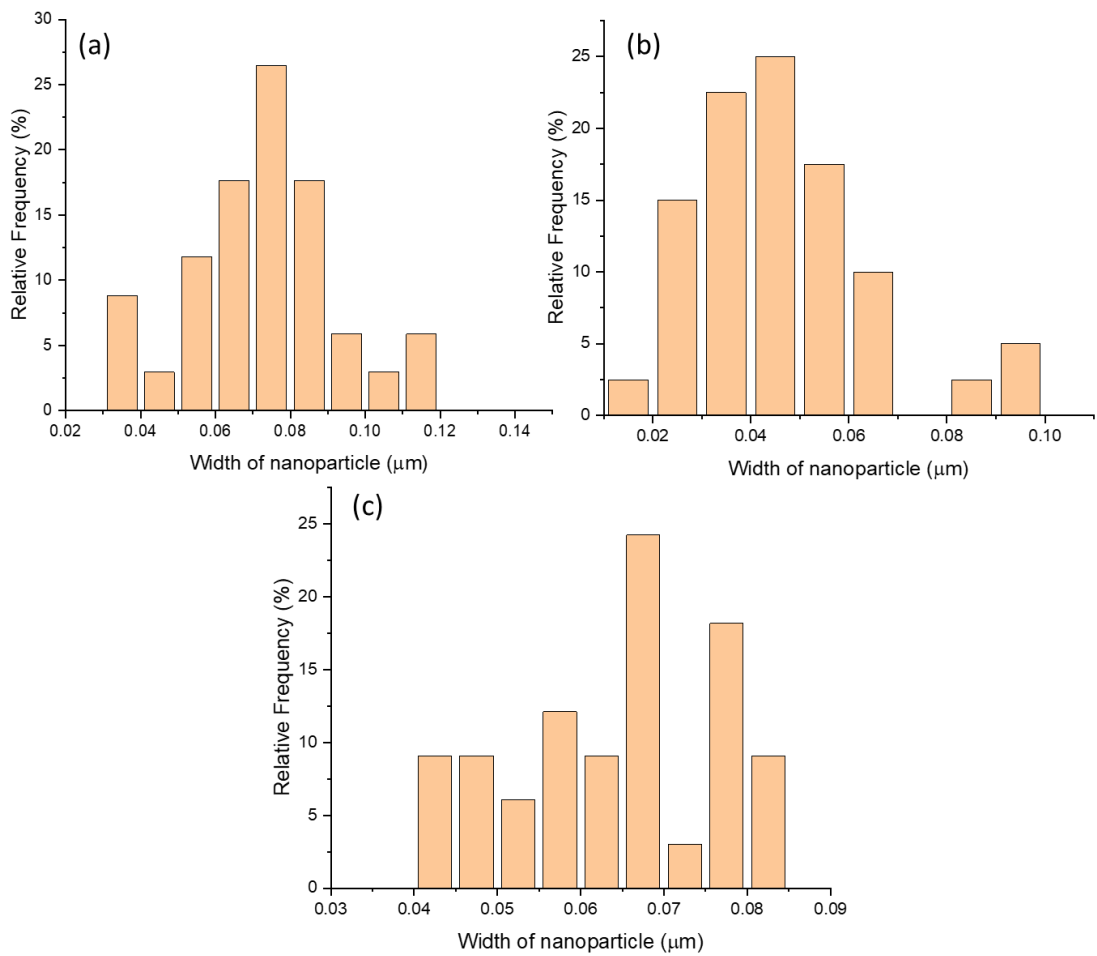 (a)
Relative Frequency (%)
30
25
20
15
10
5
0
0.02 0.04 0.06 0.08 0.10 0.12 0.14
Width of nanoparticle (μm)
(b)
Relative Frequency (%)
25
20
15
10
5
0
0.02 0.04 0.06 0.08 0.10
Width of nanoparticle (μm)
(c)
Relative Frequency (%)
25
20
15
10
5
0
0.03 0.04 0.05 0.06 0.07 0.08 0.09
Width of nanoparticle (μm)